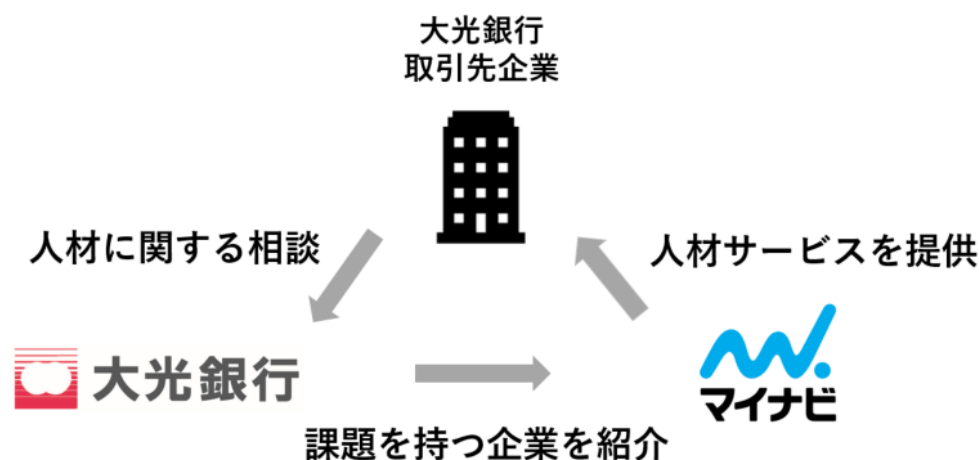 大光銀行
取引先企業
人材に関する相談
人材サービスを提供
大光銀行
マイナビ
課題を持つ企業を紹介